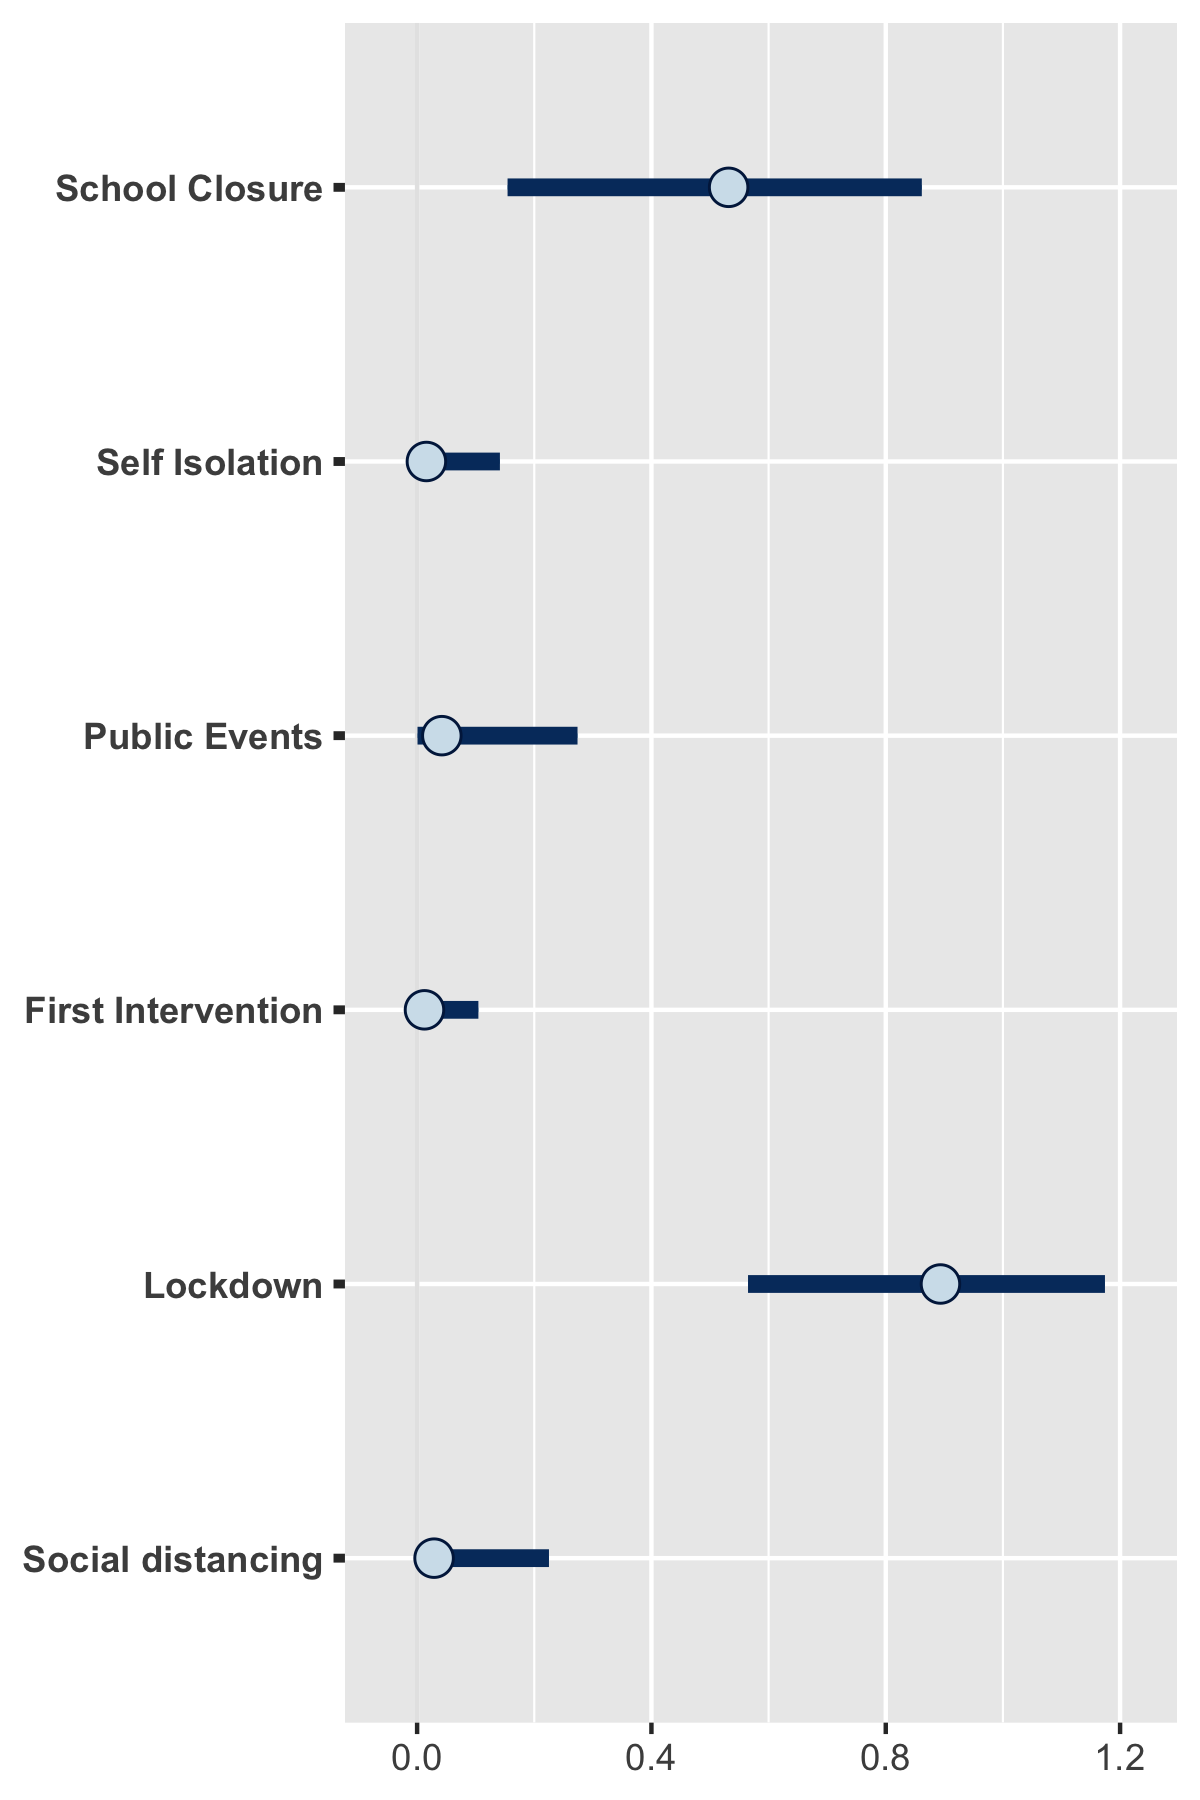 School Closure
Self Isolation
Public Events
First Intervention
Lockdown
Social distancing
0.0 0.4 0.8 1.2